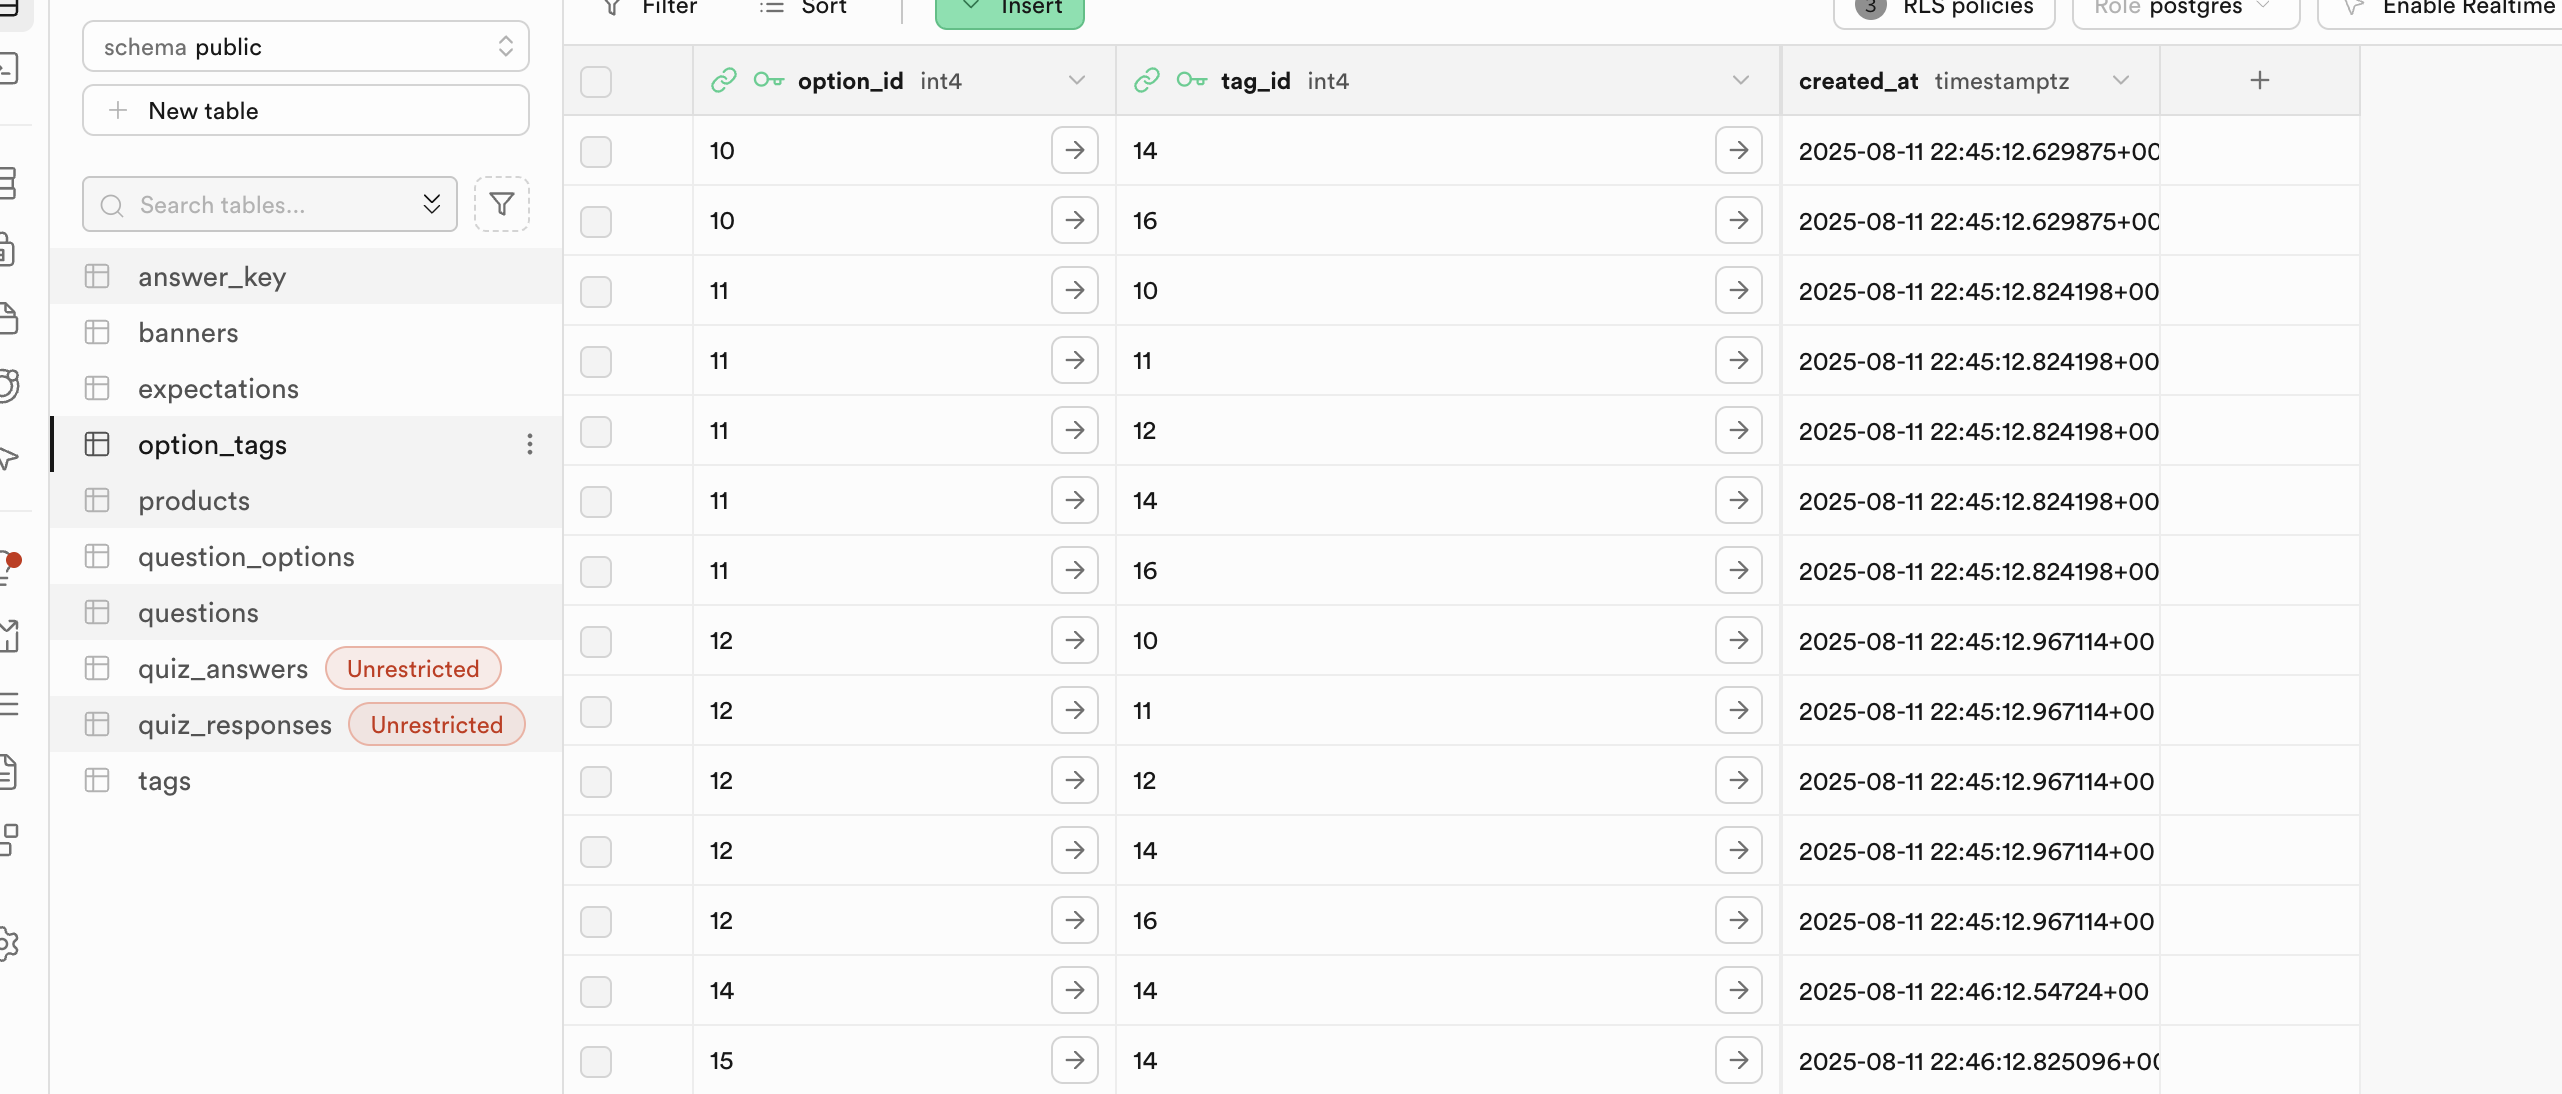 Filter Sort Insert 3 RLS policies Role postgres Enable Realtime
schema public
New table
Search tables...
answer_key
banners
expectations
option_tags
products
question_options
questions
quiz_answers Unrestricted
quiz_responses Unrestricted
tags
option_id int4 tag_id int4 created_at timestamptz
10 14 2025-08-11 22:45:12.629875+00
10 16 2025-08-11 22:45:12.629875+00
11 10 2025-08-11 22:45:12.824198+00
11 11 2025-08-11 22:45:12.824198+00
11 12 2025-08-11 22:45:12.824198+00
11 14 2025-08-11 22:45:12.824198+00
11 16 2025-08-11 22:45:12.824198+00
12 10 2025-08-11 22:45:12.967114+00
12 11 2025-08-11 22:45:12.967114+00
12 12 2025-08-11 22:45:12.967114+00
12 14 2025-08-11 22:45:12.967114+00
12 16 2025-08-11 22:45:12.967114+00
14 14 2025-08-11 22:46:12.54724+00
15 14 2025-08-11 22:46:12.825096+00